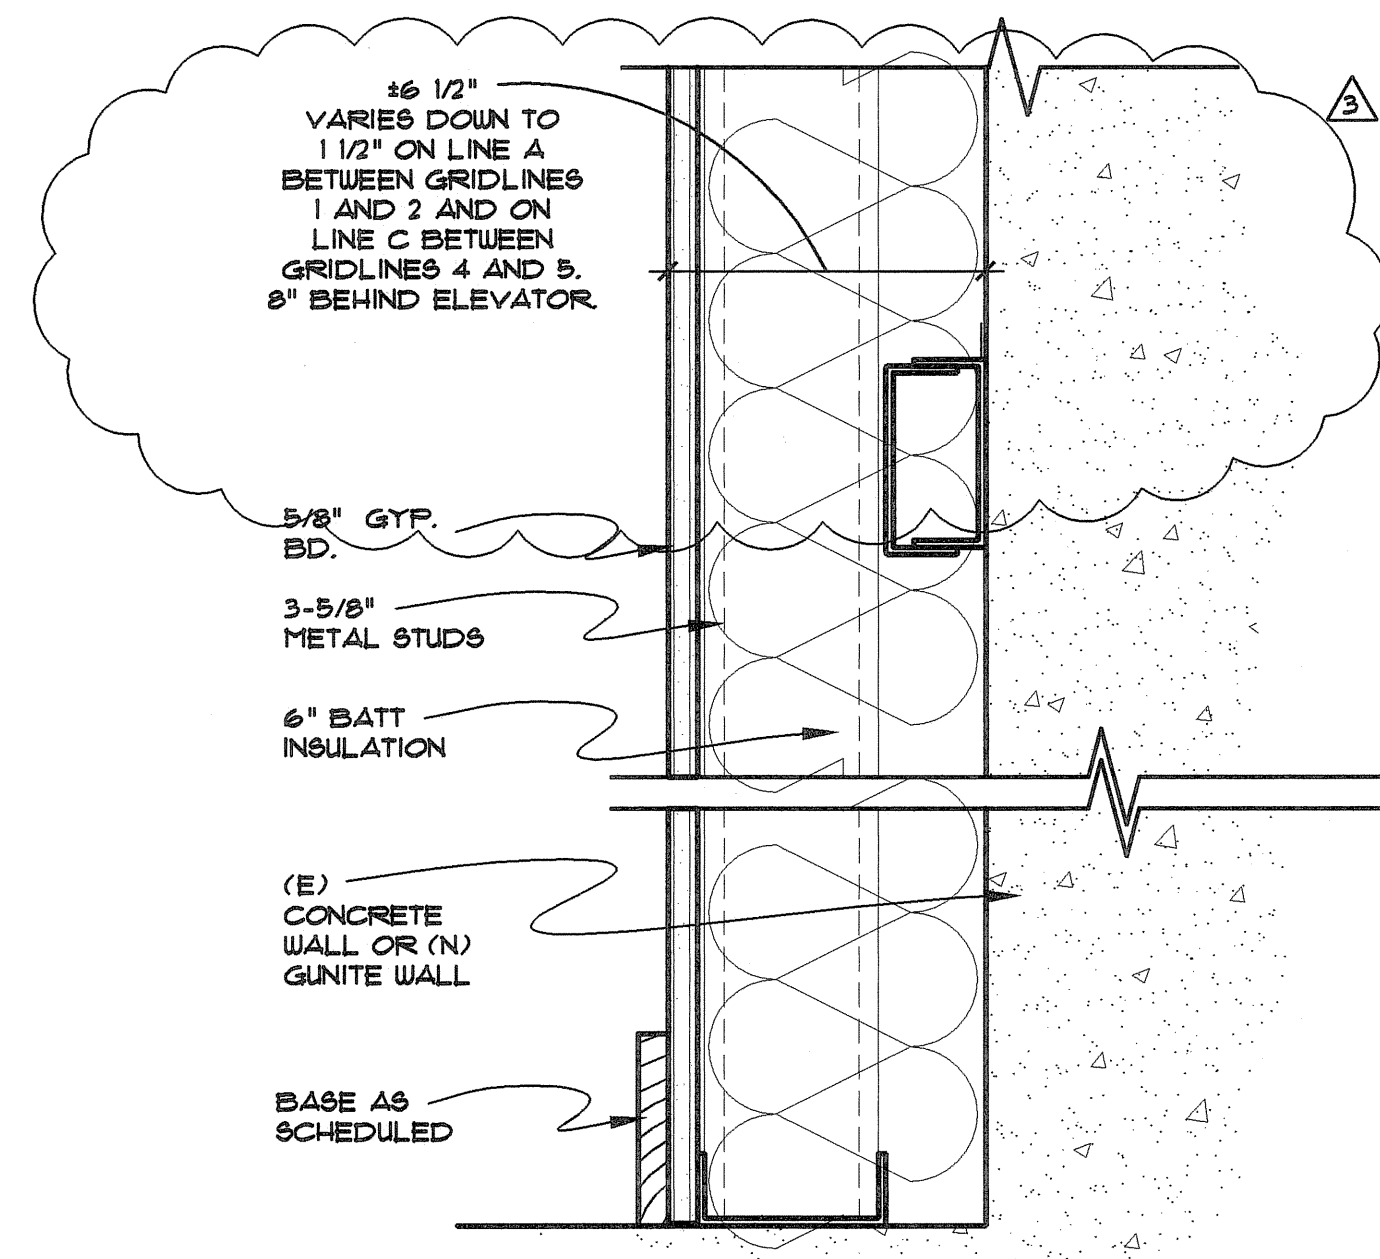 ±6 1/2"
VARIES DOWN TO
1 1/2" ON LINE A
BETWEEN GRIDLINES
1 AND 2 AND ON
LINE C BETWEEN
GRIDLINES 4 AND 5.
8" BEHIND ELEVATOR
3
5/8" GYP.
BD.
3-5/8"
METAL STUDS
6" BATT
INSULATION
(E)
CONCRETE
WALL OR (N)
GUNITE WALL
BASE AS
SCHEDULED